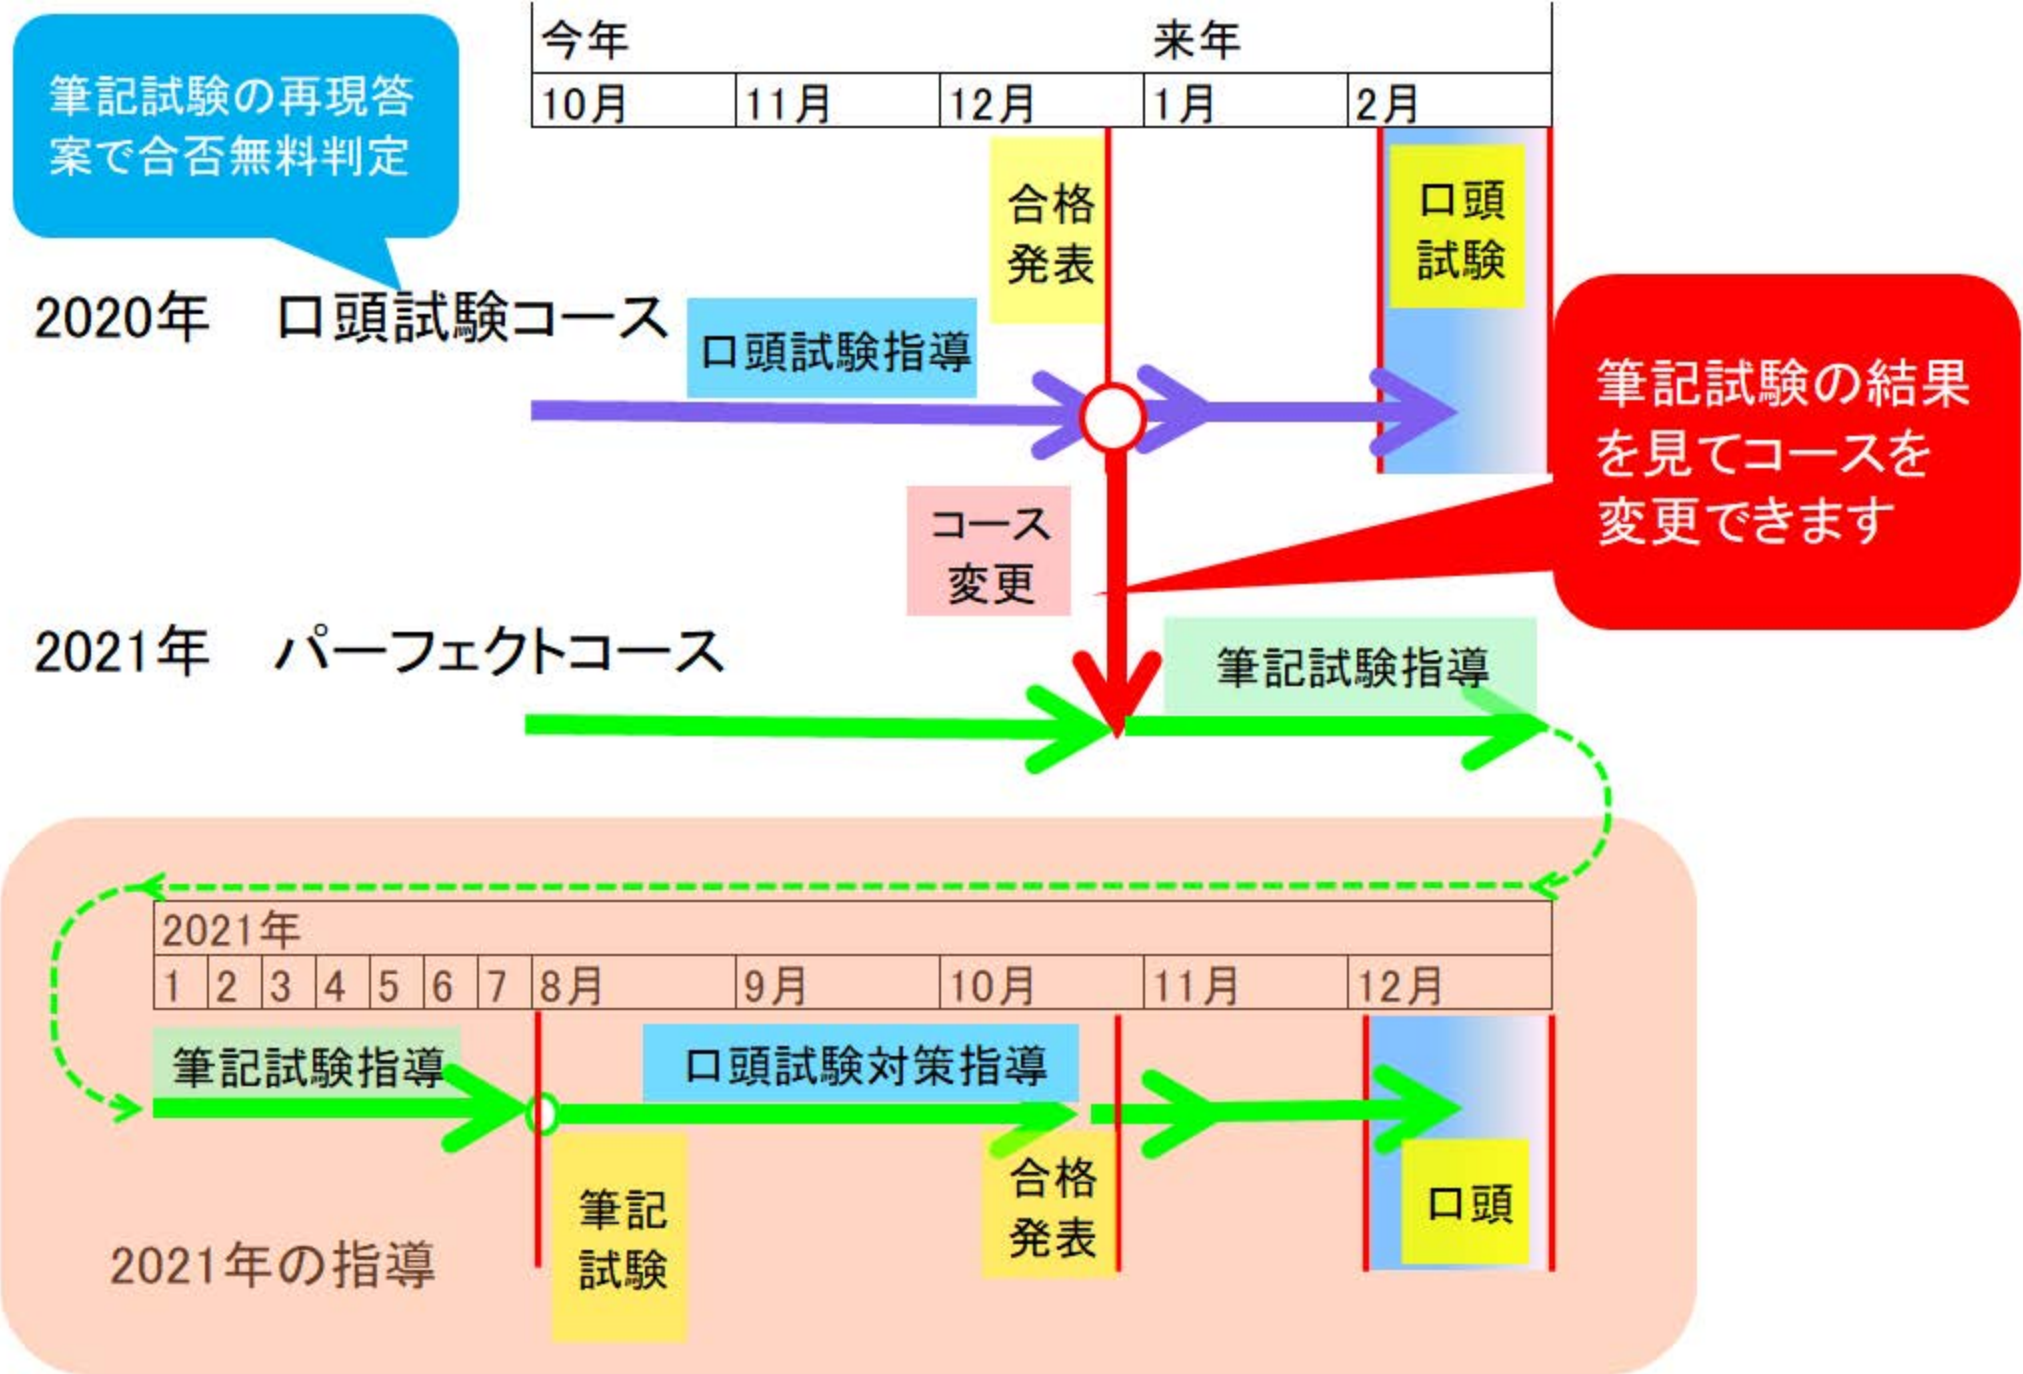 筆記試験の再現答
案で合否無料判定
今年 来年
10月 11月 12月 1月 2月
合格
発表
口頭
試験
2020年 口頭試験コース
口頭試験指導
筆記試験の結果
を見てコースを
変更できます
コース
変更
2021年 パーフェクトコース
筆記試験指導
2021年
1 2 3 4 5 6 7 8月 9月 10月 11月 12月
筆記試験指導
口頭試験対策指導
筆記
試験
合格
発表
口頭
2021年の指導